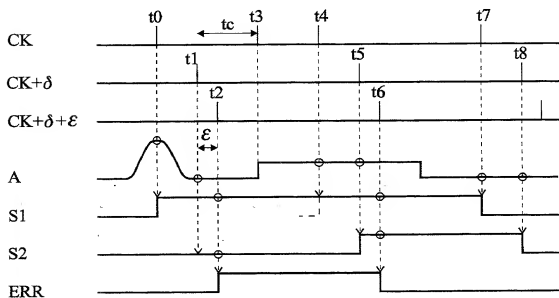 t0 t3 t4 t7
tc
CK
t1 t5 t8
CK+δ
t2 t6
CK+δ+ε
ε
A
S1
S2
ERR